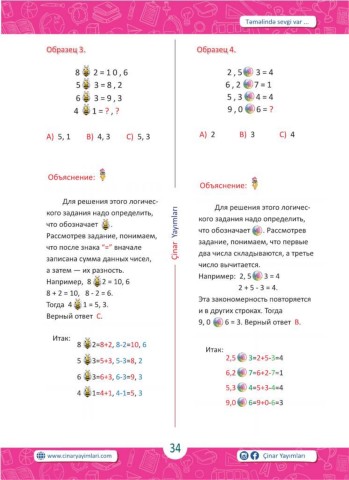 Təməlində sevgi var ...
Образец 3.
8 2 = 10 , 6
5 3 = 8 , 2
6 3 = 9 , 3
4 1 = ? , ?
A) 5, 1 B) 4, 3 C) 5, 3
Объяснение:
Для решения этого логичес-
кого задания надо определить,
что обозначает .
Рассмотрев задание, понимаем,
что после знака “=” вначале
записана сумма данных чисел,
а затем — их разность.
Например, 8 2 = 10, 6
8 + 2 = 10, 8 - 2 = 6.
Тогда 4 1 = 5, 3.
Верный ответ C.
Итак:
8 2=8+2, 8-2=10, 6
5 3=5+3, 5-3=8, 2
6 3=6+3, 6-3=9, 3
4 1=4+1, 4-1=5, 3
Çinar Yayımları
Образец 4.
2 , 5 3 = 4
6 , 2 7 = 1
5 , 3 4 = 4
9 , 0 6 = ?
A) 2 B) 3 C) 4
Объяснение:
Для решения этого логичес-
кого задания надо определить,
что обозначает . Рассмотрев
задание, понимаем, что первые
два числа складываются, а третье
число вычитается.
Например: 2, 5 3 = 4
2 + 5 - 3 = 4.
Эта закономерность повторяется
и в других строках. Тогда
9, 0 6 = 3. Верный ответ B.
Итак:
2,5 3=2+5-3=4
6,2 7=6+2-7=1
5,3 4=5+3-4=4
9,0 6=9+0-6=3
34
www.cinaryayimlari.com
Çinar Yayımları